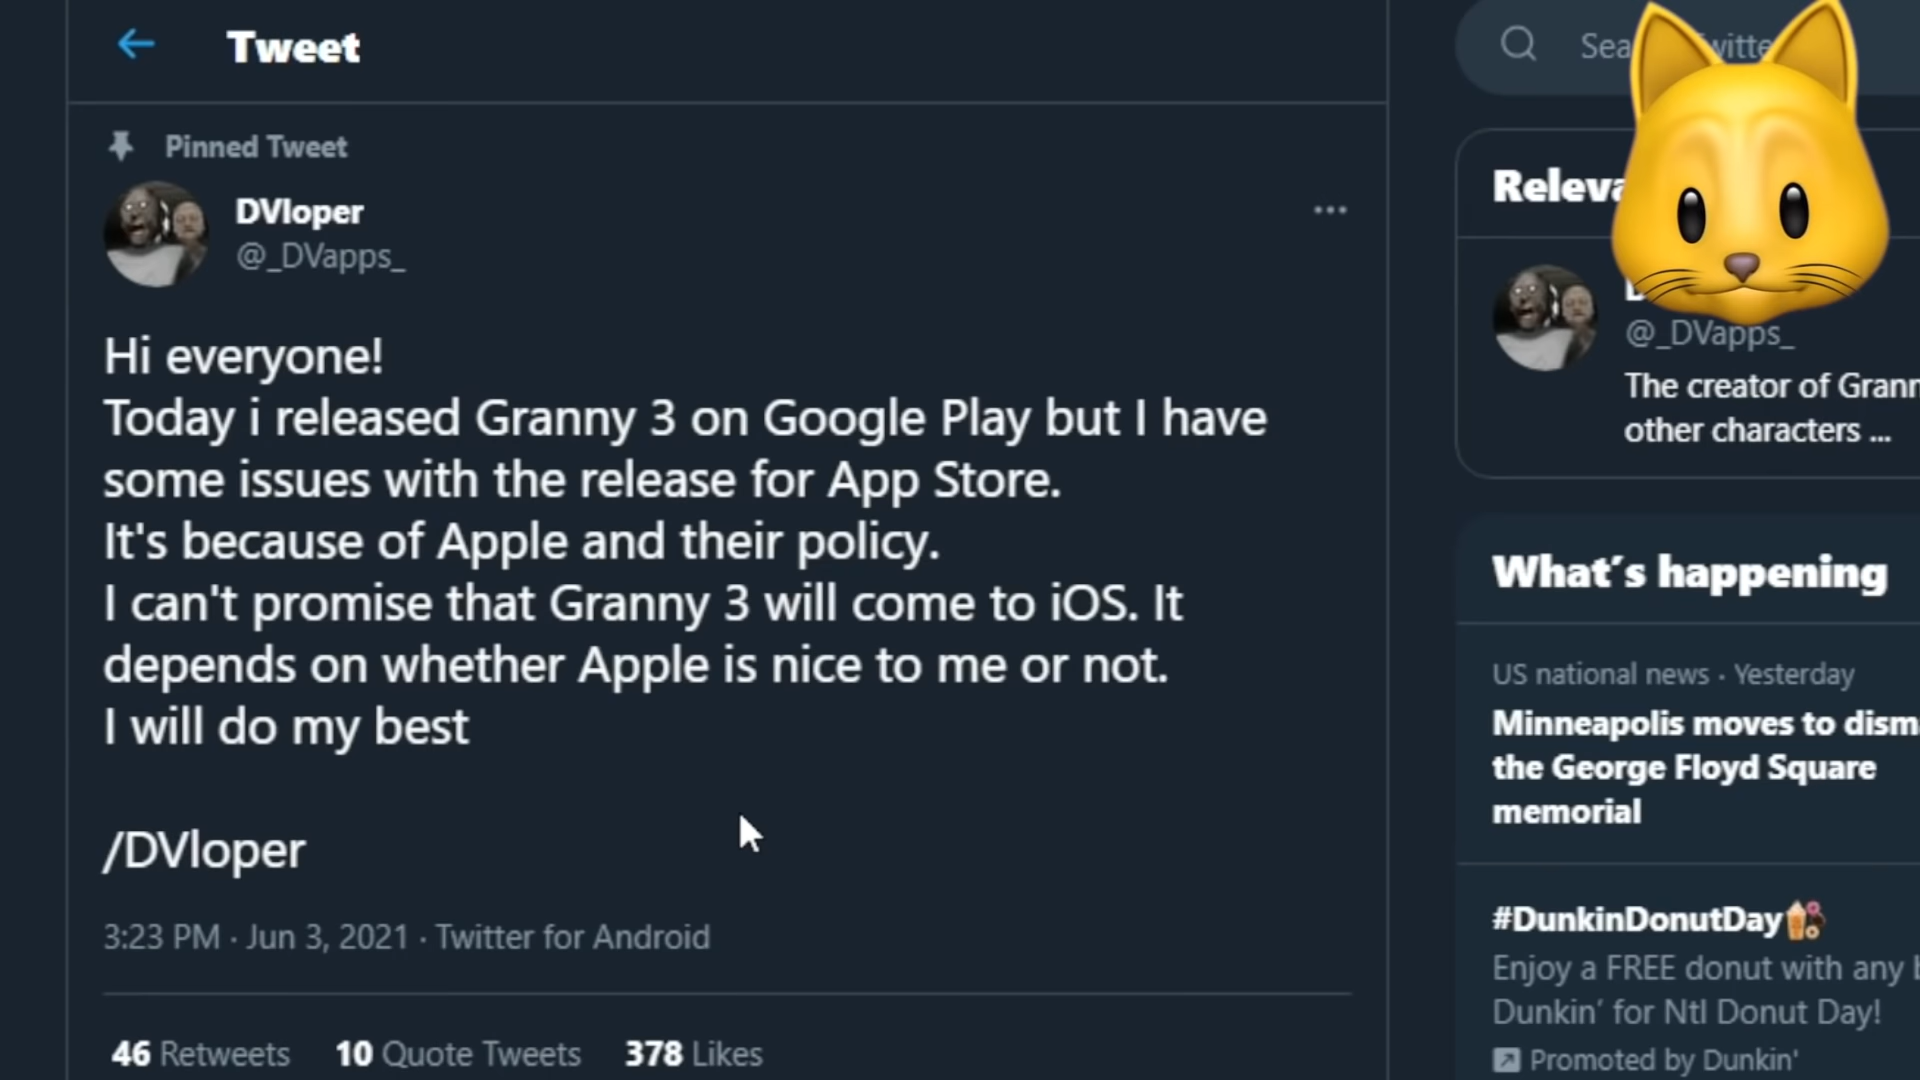 Tweet
Pinned Tweet
DVloper
@_DVapps_
Hi everyone!
Today i released Granny 3 on Google Play but I have
some issues with the release for App Store.
It's because of Apple and their policy.
I can't promise that Granny 3 will come to iOS. It
depends on whether Apple is nice to me or not.
I will do my best
/DVloper
3:23 PM · Jun 3, 2021 · Twitter for Android
46 Retweets 10 Quote Tweets 378 Likes
@_DVapps_
The creator of
other characters ...
What´s happening
US national news · Yesterday
Minneapolis moves to
the George Floyd Square
memorial
#DunkinDonutDay
Enjoy a FREE donut with any
Dunkin’ for Ntl Donut Day!
Promoted by Dunkin'